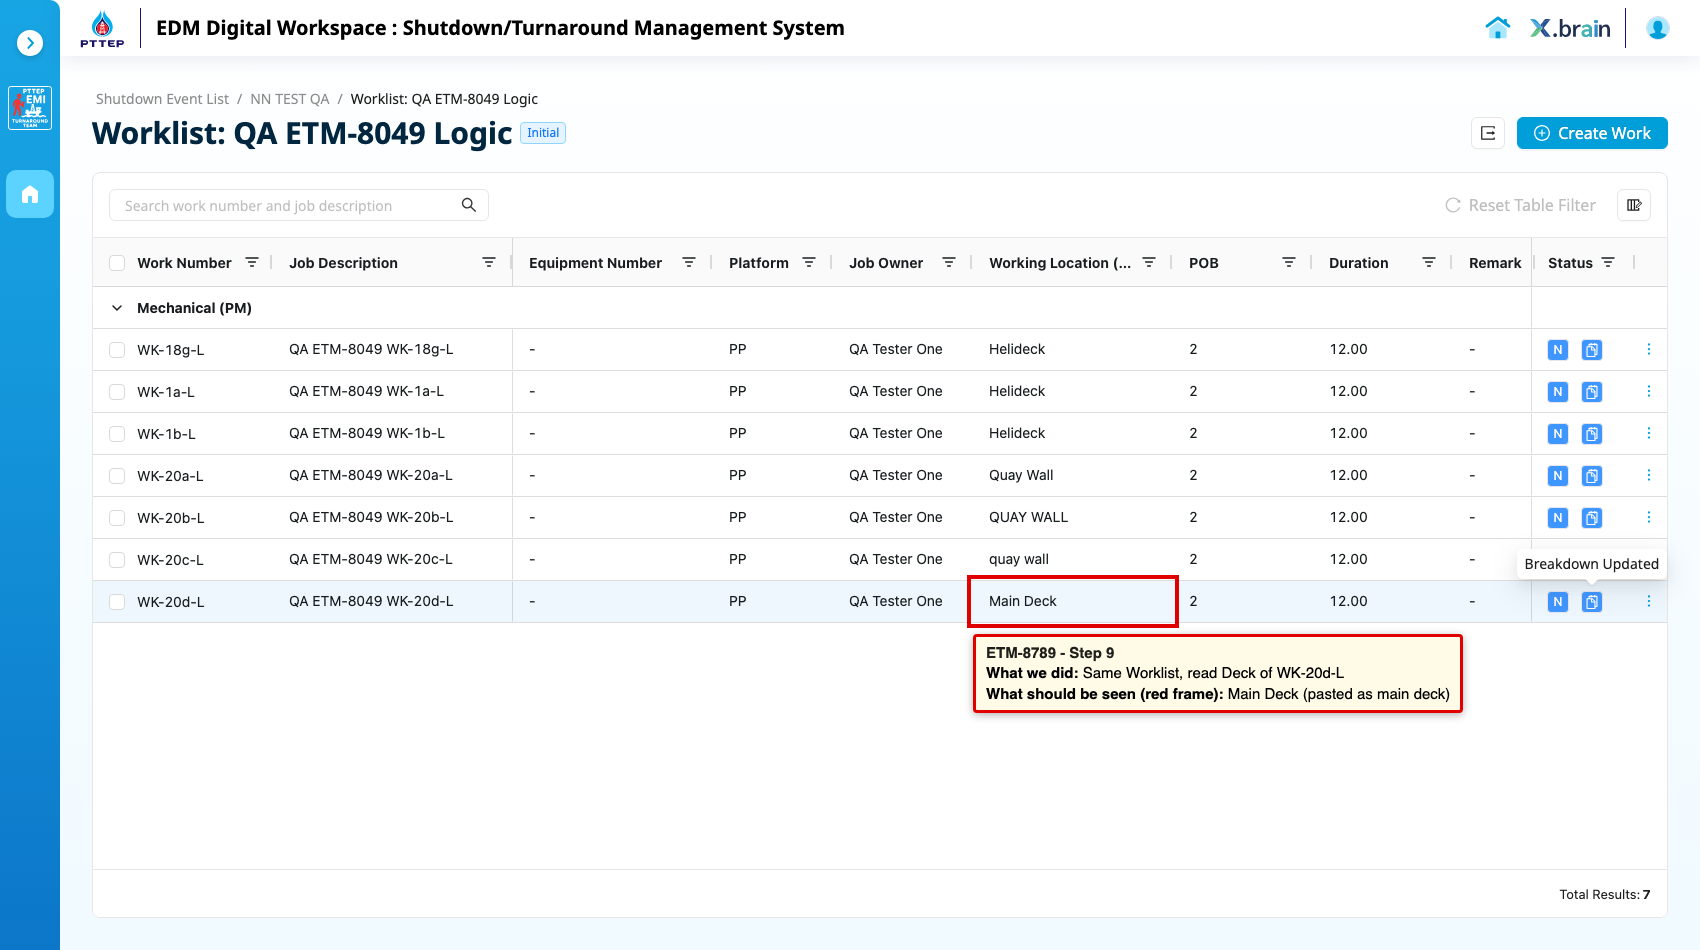 PTTEP
EDM Digital Workspace : Shutdown/Turnaround Management System
X.brain
PTTEP
EMI
TURNAROUND
TEAM
Shutdown Event List / NN TEST QA / Worklist: QA ETM-8049 Logic
Worklist: QA ETM-8049 Logic
Initial
Create Work
Search work number and job description
Reset Table Filter
Work Number Job Description Equipment Number Platform Job Owner Working Location (... POB Duration Remark Status
Mechanical (PM)
WK-18g-L QA ETM-8049 WK-18g-L - PP QA Tester One Helideck 2 12.00 - N
WK-1a-L QA ETM-8049 WK-1a-L - PP QA Tester One Helideck 2 12.00 - N
WK-1b-L QA ETM-8049 WK-1b-L - PP QA Tester One Helideck 2 12.00 - N
WK-20a-L QA ETM-8049 WK-20a-L - PP QA Tester One Quay Wall 2 12.00 - N
WK-20b-L QA ETM-8049 WK-20b-L - PP QA Tester One QUAY WALL 2 12.00 - N
WK-20c-L QA ETM-8049 WK-20c-L - PP QA Tester One quay wall 2 12.00 -
Breakdown Updated
WK-20d-L QA ETM-8049 WK-20d-L - PP QA Tester One Main Deck 2 12.00 - N
ETM-8789 - Step 9
What we did: Same Worklist, read Deck of WK-20d-L
What should be seen (red frame): Main Deck (pasted as main deck)
Total Results: 7